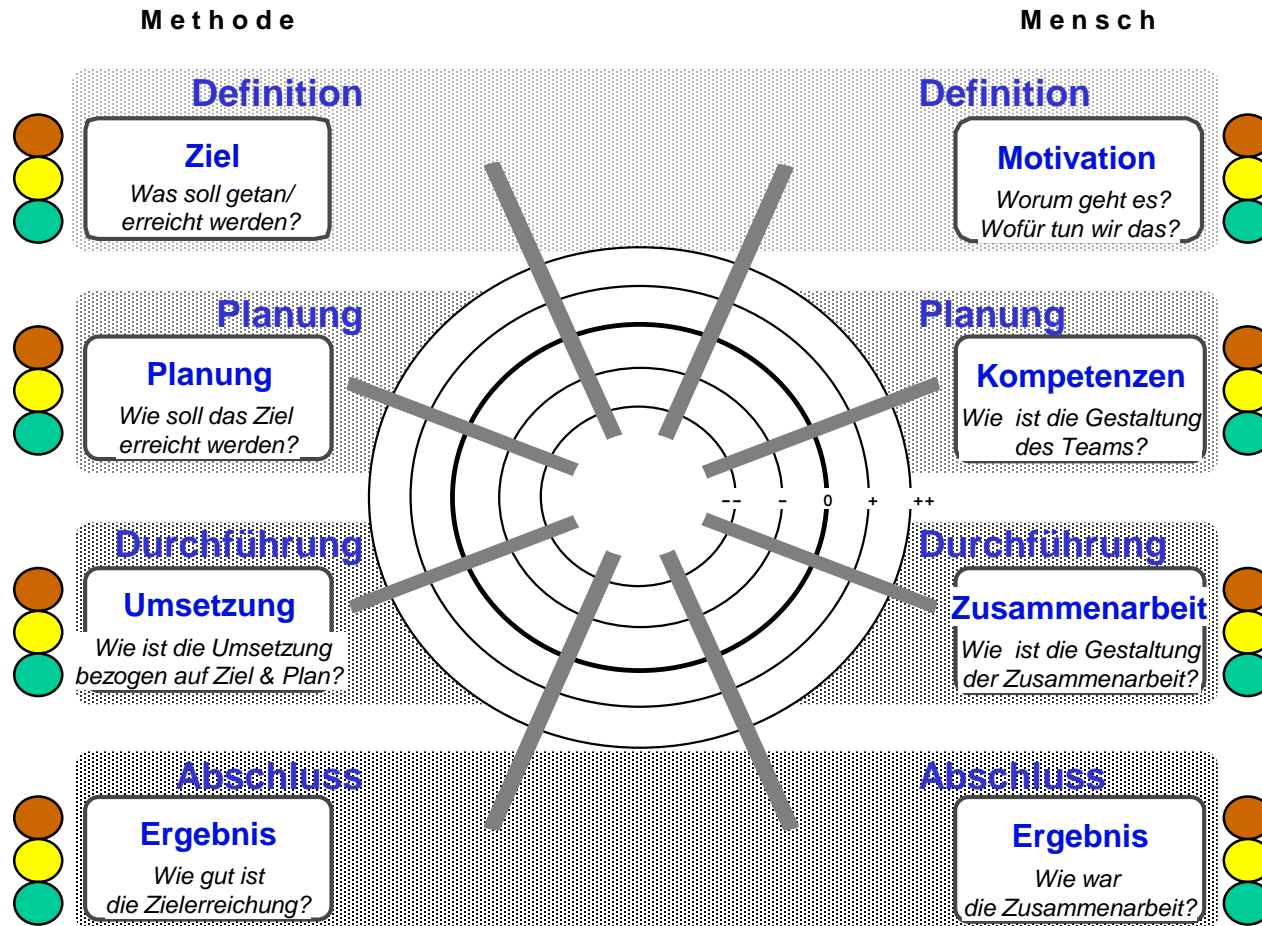 Methode
Mensch
Definition
Definition
Ziel
Was soll getan/
erreicht werden?
Motivation
Worum geht es?
Wofür tun wir das?
Planung
Planung
Planung
Wie soll das Ziel
erreicht werden?
Kompetenzen
Wie ist die Gestaltung
des Teams?
-- - 0 + ++
Durchführung
Durchführung
Umsetzung
Wie ist die Umsetzung
bezogen auf Ziel & Plan?
Zusammenarbeit
Wie ist die Gestaltung
der Zusammenarbeit?
Abschluss
Abschluss
Ergebnis
Wie gut ist
die Zielerreichung?
Ergebnis
Wie war
die Zusammenarbeit?